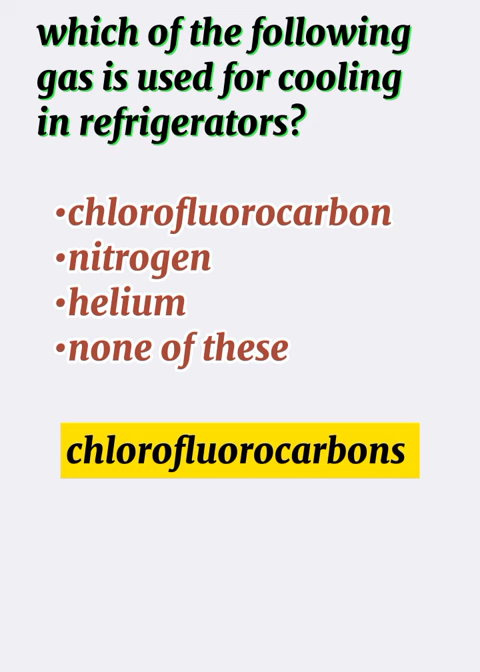 which of the following
gas is used for cooling
in refrigerators?
•chlorofluorocarbon
•nitrogen
•helium
•none of these
chlorofluorocarbons